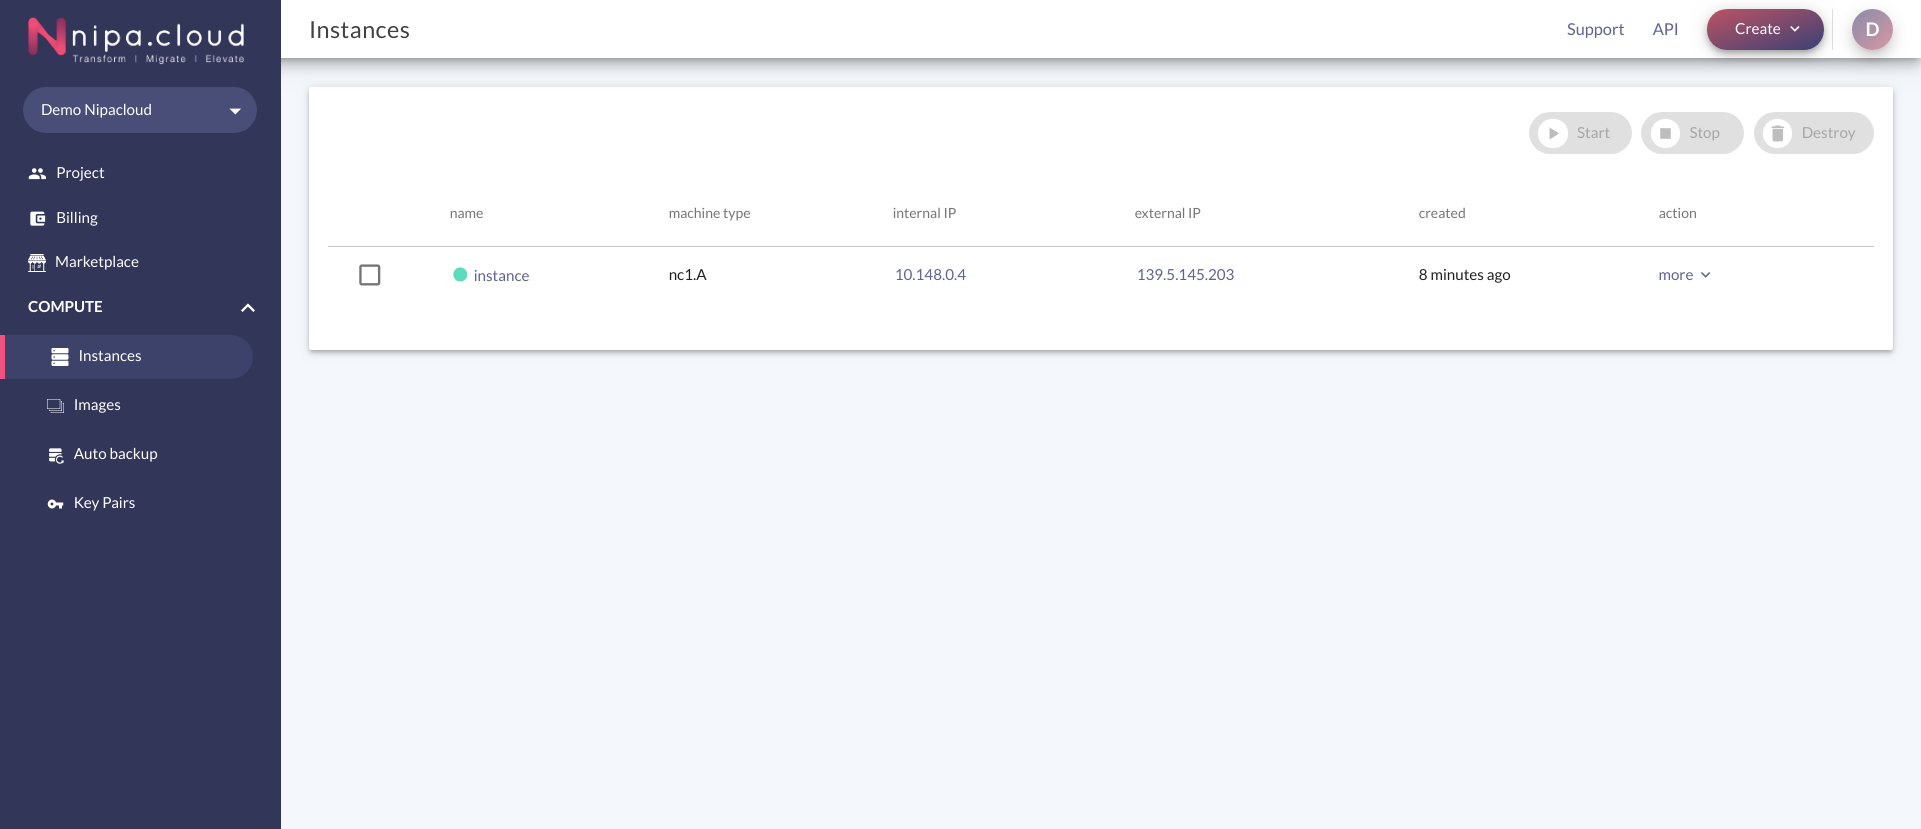 nipa.cloud
Transform | Migrate | Elevate
Demo Nipacloud
Project
Billing
Marketplace
COMPUTE
Instances
Images
Auto backup
Key Pairs
Instances
Support API Create D
Start Stop Destroy
name machine type internal IP external IP created action
instance nc1.A 10.148.0.4 139.5.145.203 8 minutes ago more